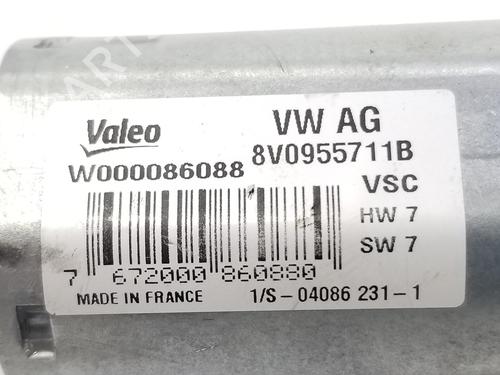 Valeo
VW AG
W000086088
8V0955711B
VSC
HW 7
SW 7
7 672000 860880
MADE IN FRANCE
1/S-04086 231-1